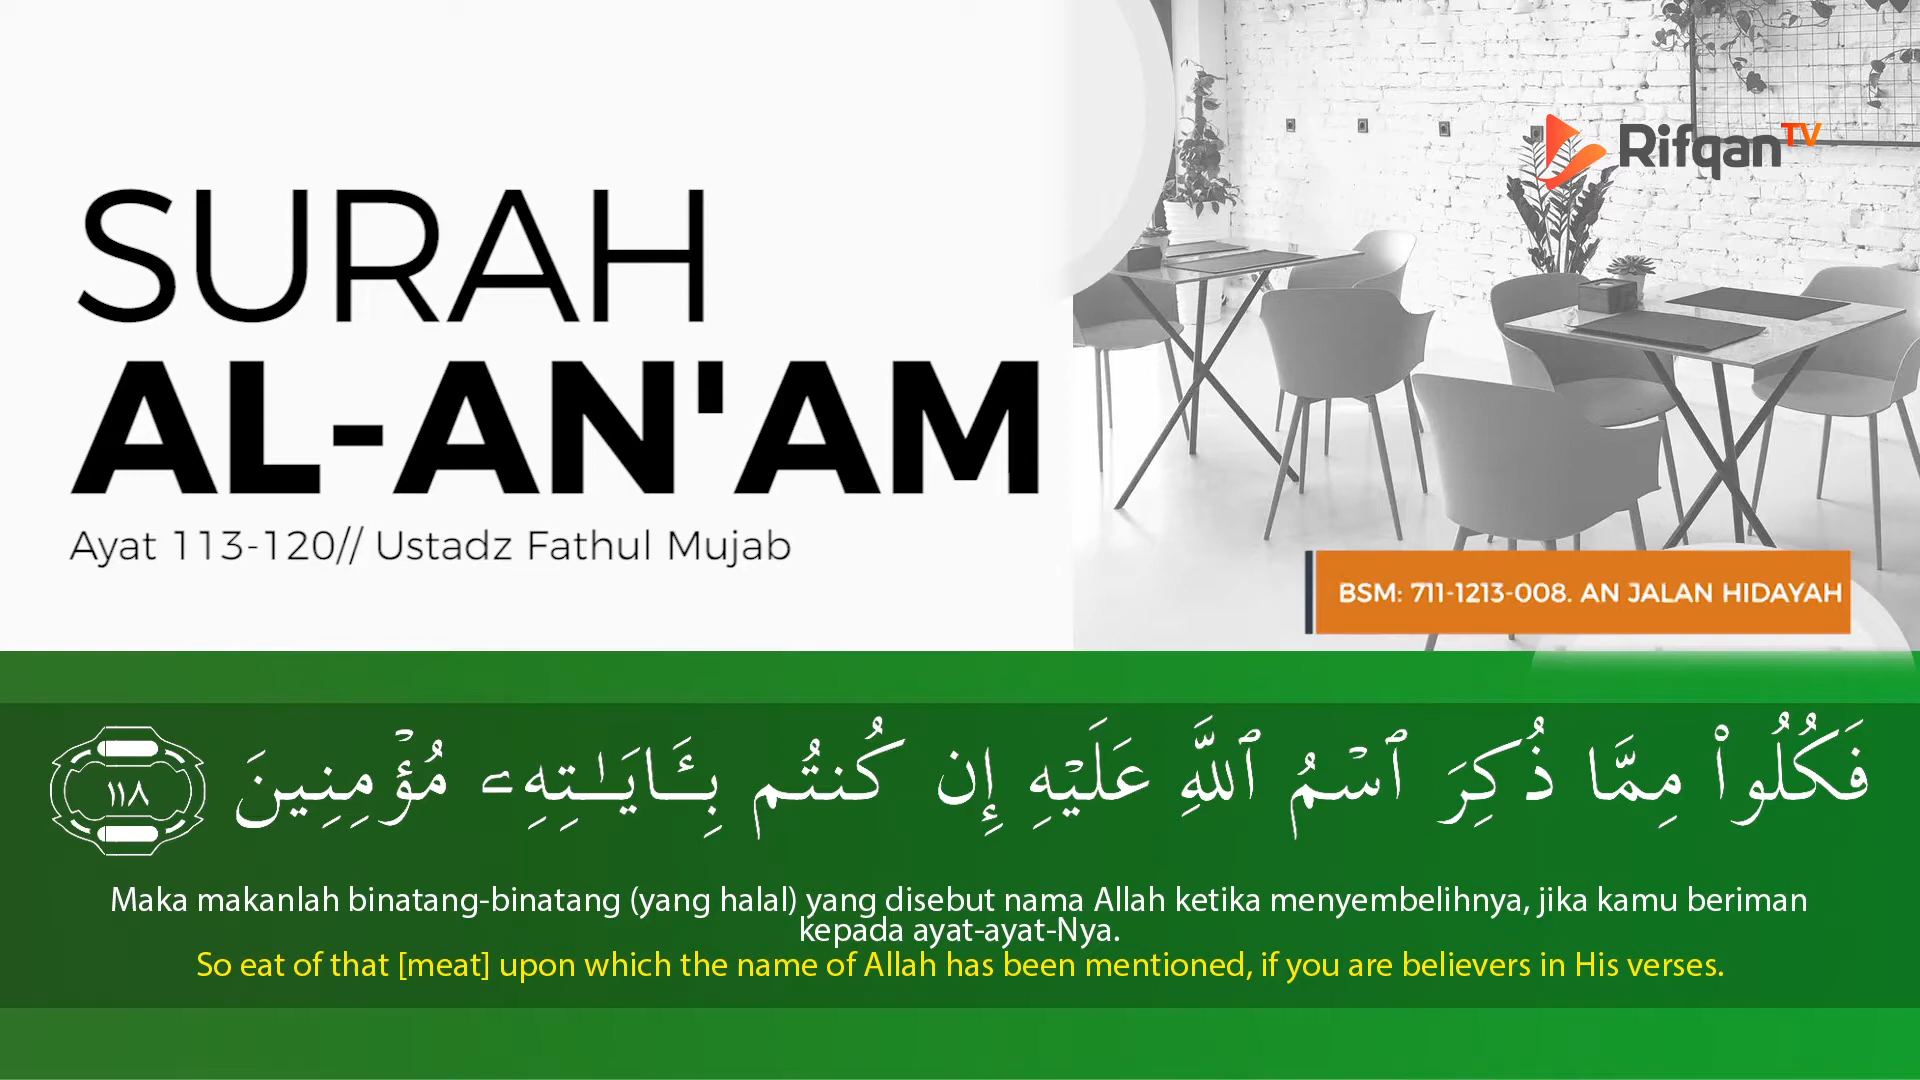 SURAH
AL-AN'AM
Ayat 113-120// Ustadz Fathul Mujab
Rifqan TV
BSM: 711-1213-008. AN JALAN HIDAYAH
فَكُلُوا۟ مِمَّا ذُكِرَ ٱسْمُ ٱللَّهِ عَلَيْهِ إِن كُنتُم بِـَٔايَـٰتِهِۦ مُؤْمِنِينَ ١١٨
Maka makanlah binatang-binatang (yang halal) yang disebut nama Allah ketika menyembelihnya, jika kamu beriman
kepada ayat-ayat-Nya.
So eat of that [meat] upon which the name of Allah has been mentioned, if you are believers in His verses.